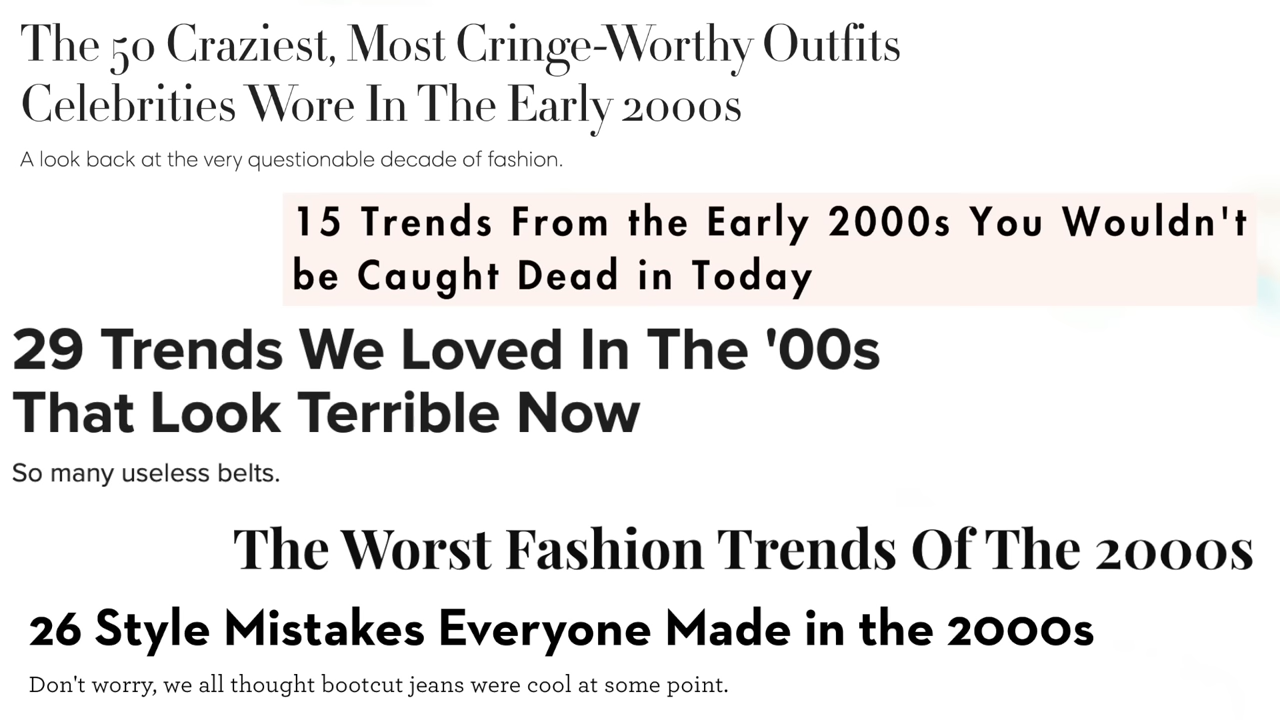 The 50 Craziest, Most Cringe-Worthy Outfits
Celebrities Wore In The Early 2000s
A look back at the very questionable decade of fashion.
15 Trends From the Early 2000s You Wouldn't
be Caught Dead in Today
29 Trends We Loved In The '00s
That Look Terrible Now
So many useless belts.
The Worst Fashion Trends Of The 2000s
26 Style Mistakes Everyone Made in the 2000s
Don't worry, we all thought bootcut jeans were cool at some point.